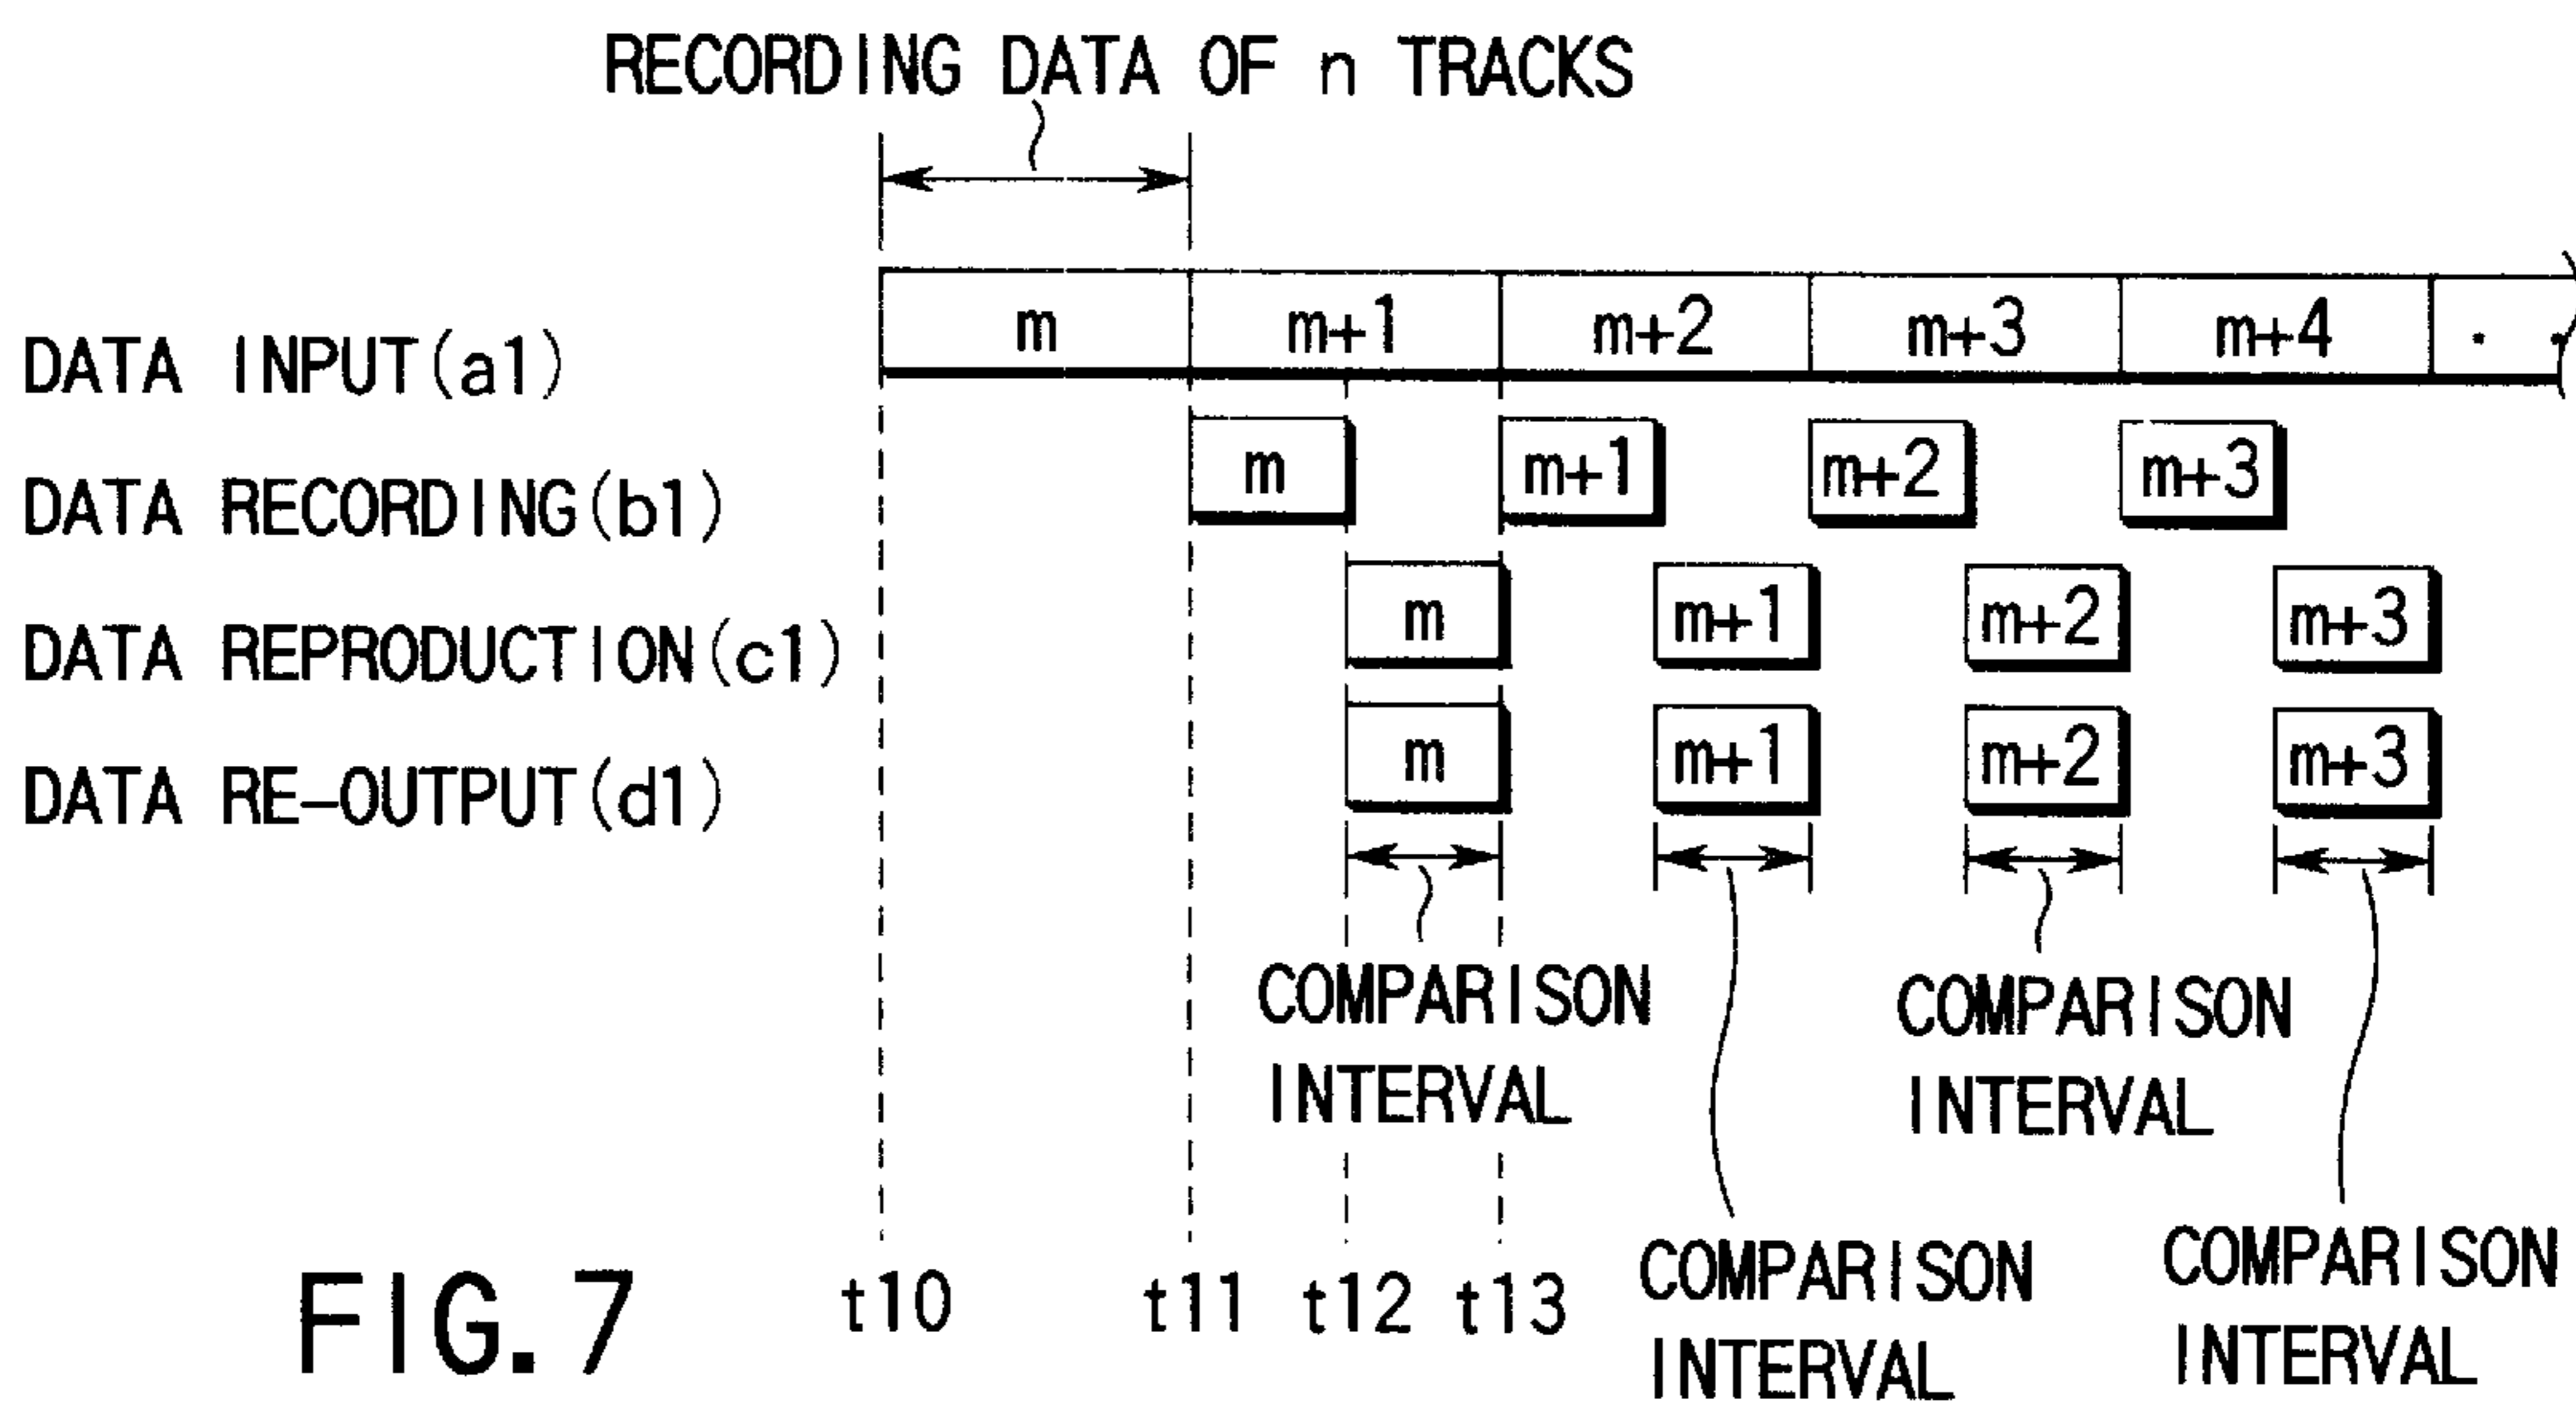 RECORDING DATA OF n TRACKS
DATA INPUT(a1) m m+1 m+2 m+3 m+4 . .
DATA RECORDING(b1) m m+1 m+2 m+3
DATA REPRODUCTION(c1) m m+1 m+2 m+3
DATA RE-OUTPUT(d1) m m+1 m+2 m+3
COMPARISON
INTERVAL
COMPARISON
INTERVAL
COMPARISON
INTERVAL
COMPARISON
INTERVAL
t10 t11 t12 t13
FIG. 7